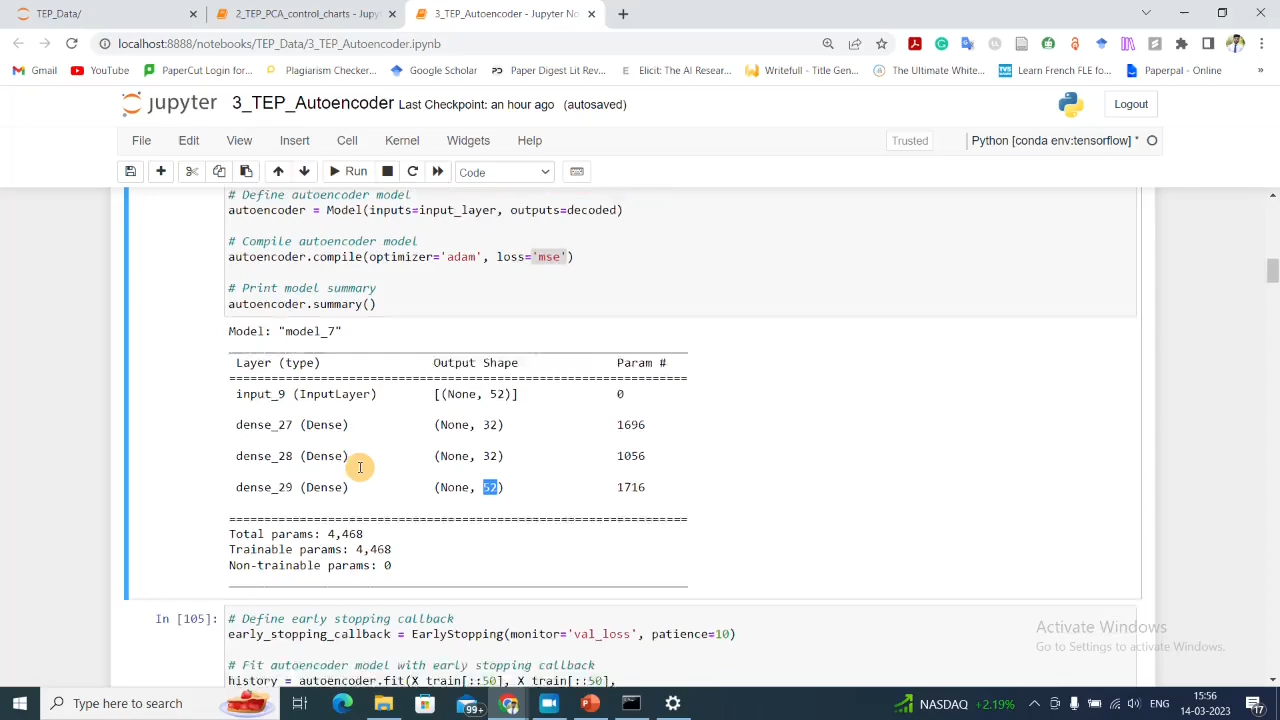 TEP_Data/
2_TEP_PCA_control_charts - Jupyt
3_TEP_Autoencoder - Jupyter No
localhost:8888/notebooks/TEP_Data/3_TEP_Autoencoder.ipynb
Gmail
YouTube
PaperCut Login for...
Plagiarism Checker...
Google Scholar
Paper Digest Lit Rev...
Elicit: The AI Resear...
Writefull - Title Gen...
The Ultimate White...
Learn French FLE fo...
Paperpal - Online
»
jupyter 3_TEP_Autoencoder Last Checkpoint: an hour ago (autosaved)
Logout
File Edit View Insert Cell Kernel Widgets Help
Trusted
Python [conda env:tensorflow] *
Run
Code
# Define autoencoder model
autoencoder = Model(inputs=input_layer, outputs=decoded)
# Compile autoencoder model
autoencoder.compile(optimizer='adam', loss='mse')
# Print model summary
autoencoder.summary()
Model: "model_7"
Layer (type) Output Shape Param #
=================================================================
input_9 (InputLayer) [(None, 52)] 0
dense_27 (Dense) (None, 32) 1696
dense_28 (Dense) (None, 32) 1056
dense_29 (Dense) (None, 52) 1716
=================================================================
Total params: 4,468
Trainable params: 4,468
Non-trainable params: 0
In [105]:
# Define early stopping callback
early_stopping_callback = EarlyStopping(monitor='val_loss', patience=10)
# Fit autoencoder model with early stopping callback
history = autoencoder.fit(X_train[::50], X_train[::50],
Activate Windows
Go to Settings to activate Windows.
Type here to search
99+
NASDAQ +2.19%
ENG
15:56
14-03-2023
17